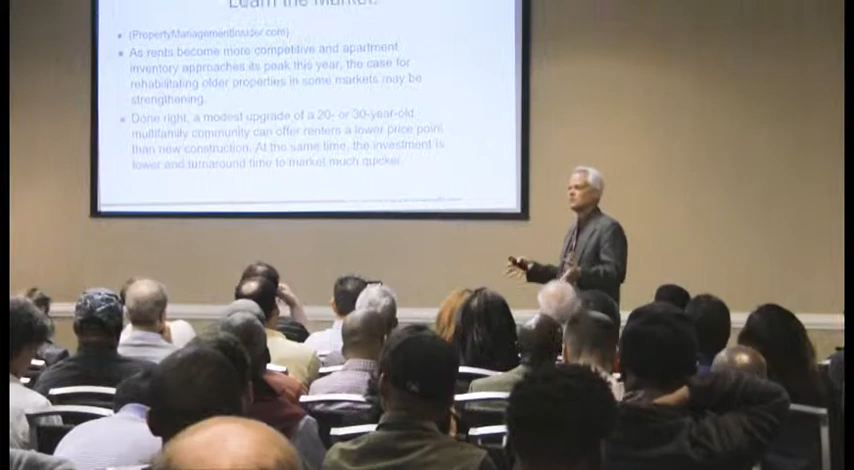 Learn the Market.
(PropertyManagementInsider.com)
As rents become more competitive and apartment
inventory approaches its peak this year, the case for
rehabilitating older properties in some markets may be
strengthening.
Done right, a modest upgrade of a 20- or 30-year-old
multifamily community can offer renters a lower price point
than new construction. At the same time, the investment is
lower and turnaround time to market much quicker.